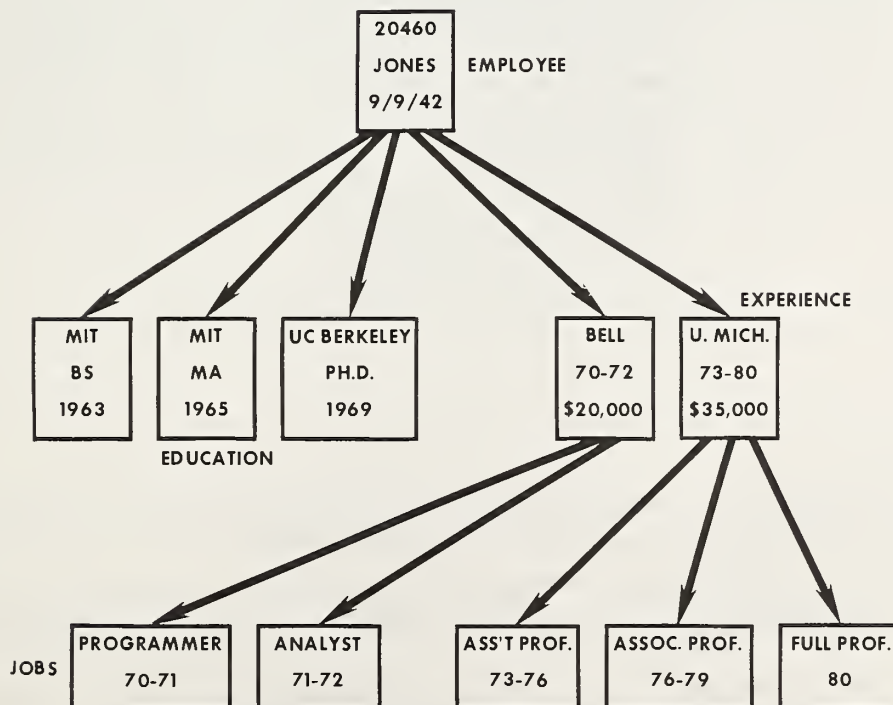 20460
JONES
9/9/42
EMPLOYEE
EXPERIENCE
MIT
BS
1963
MIT
MA
1965
UC BERKELEY
PH.D.
1969
BELL
70-72
$20,000
U. MICH.
73-80
$35,000
EDUCATION
JOBS
PROGRAMMER
70-71
ANALYST
71-72
ASS'T PROF.
73-76
ASSOC. PROF.
76-79
FULL PROF.
80